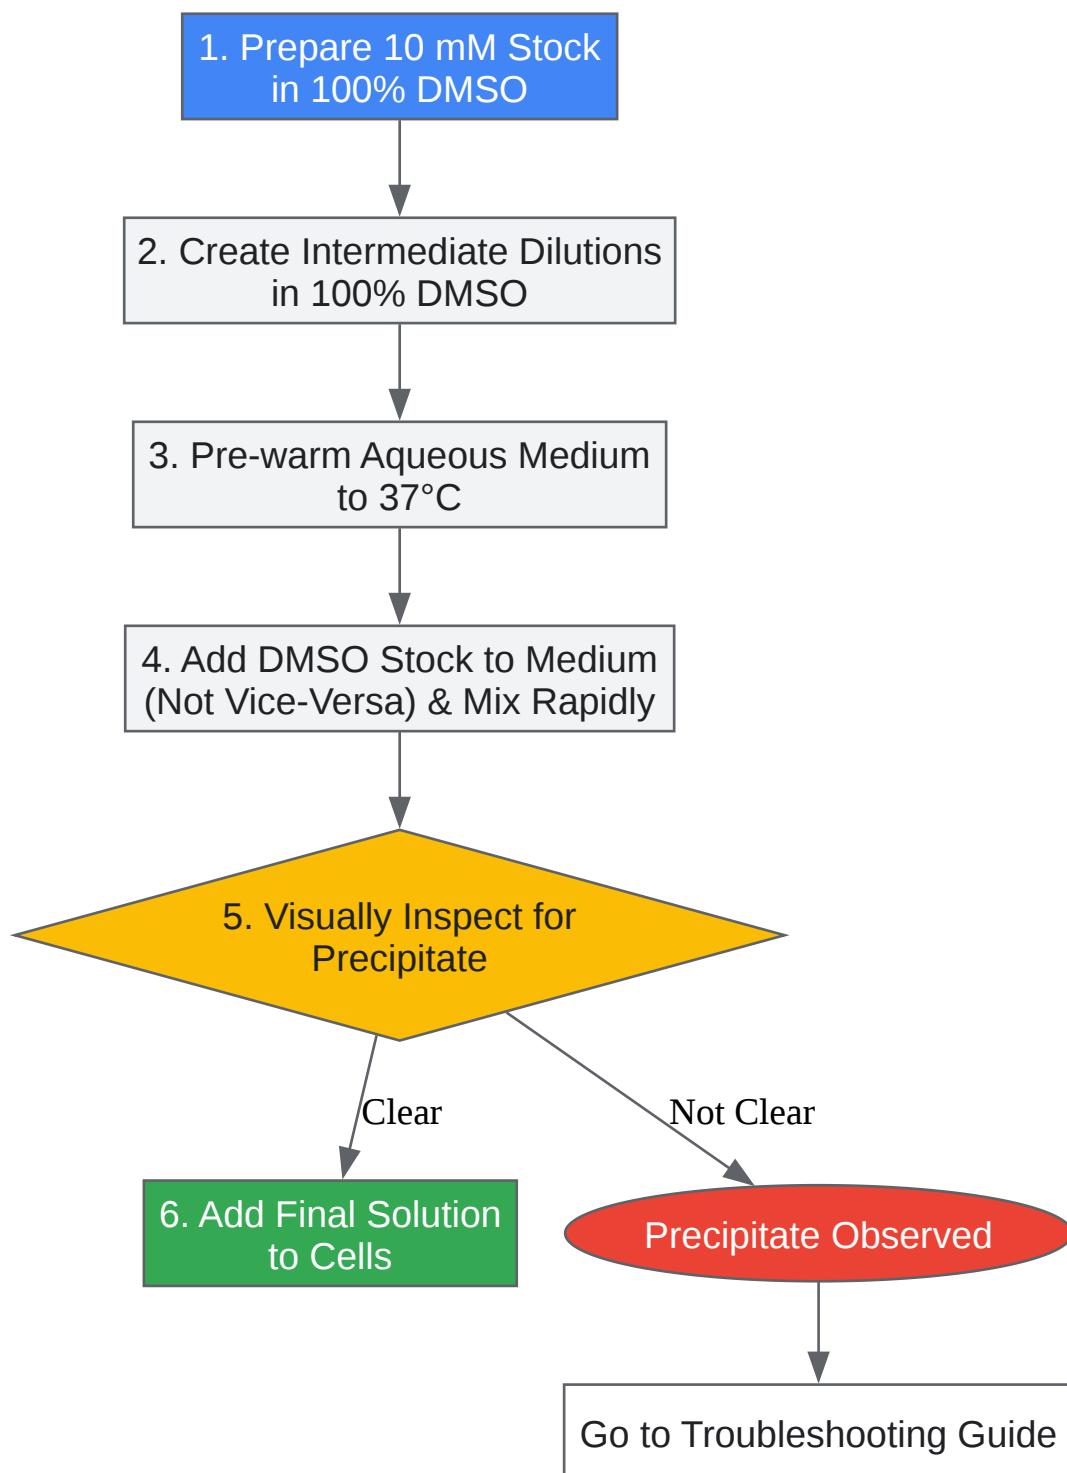 1. Prepare 10 mM Stock
in 100% DMSO
2. Create Intermediate Dilutions
in 100% DMSO
3. Pre-warm Aqueous Medium
to 37°C
4. Add DMSO Stock to Medium
(Not Vice-Versa) & Mix Rapidly
5. Visually Inspect for
Precipitate
Clear
Not Clear
6. Add Final Solution
to Cells
Precipitate Observed
Go to Troubleshooting Guide